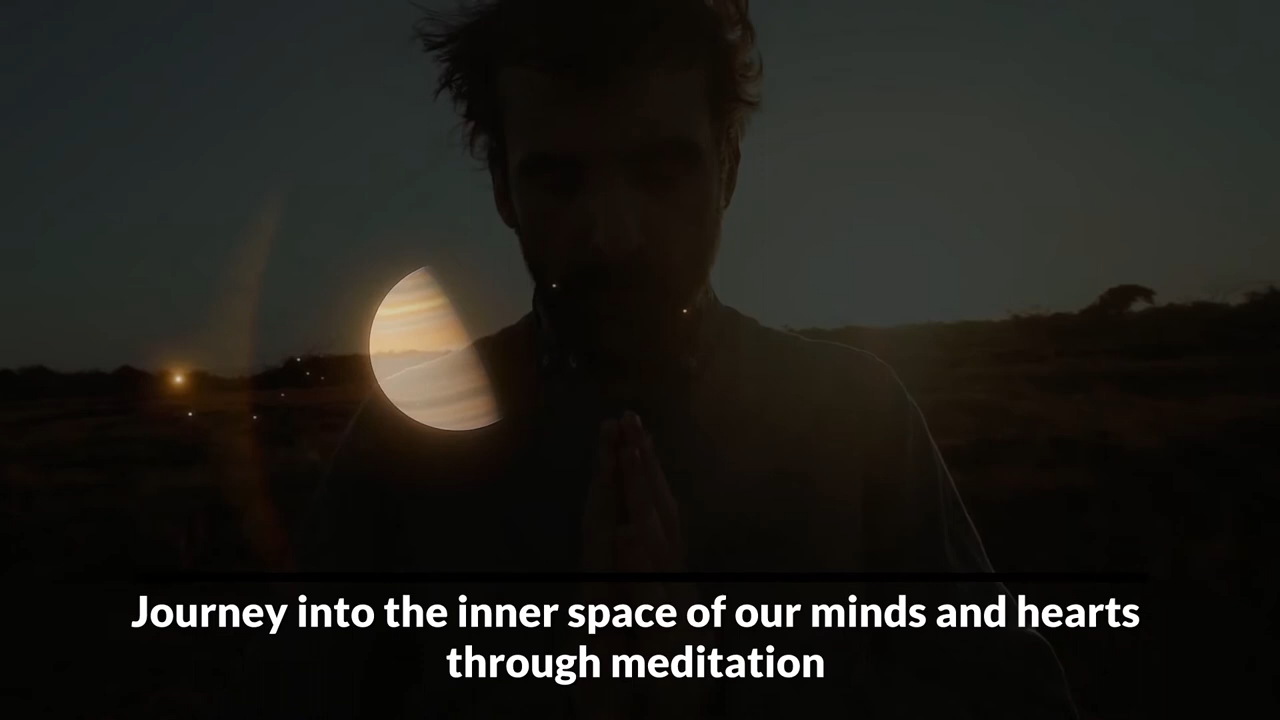 Journey into the inner space of our minds and hearts
through meditation